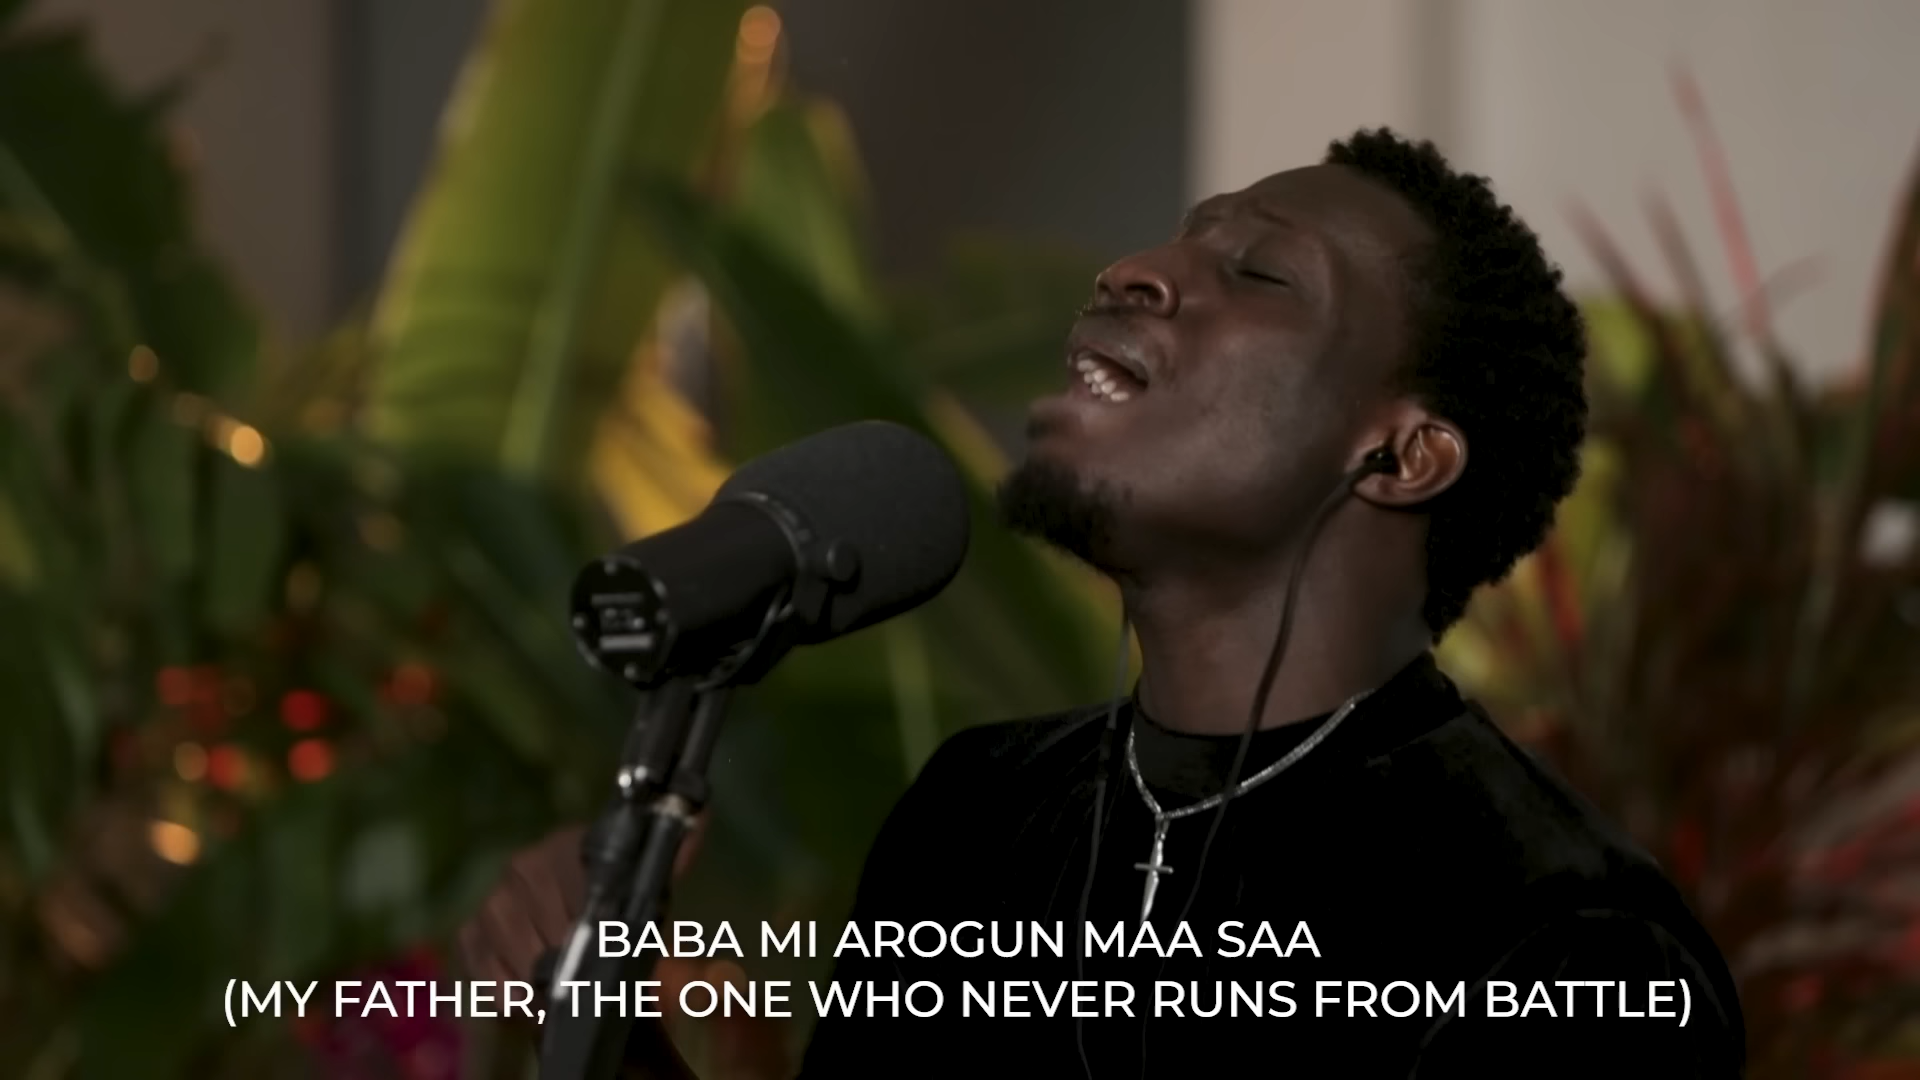 BABA MI AROGUN MAA SAA
(MY FATHER, THE ONE WHO NEVER RUNS FROM BATTLE)